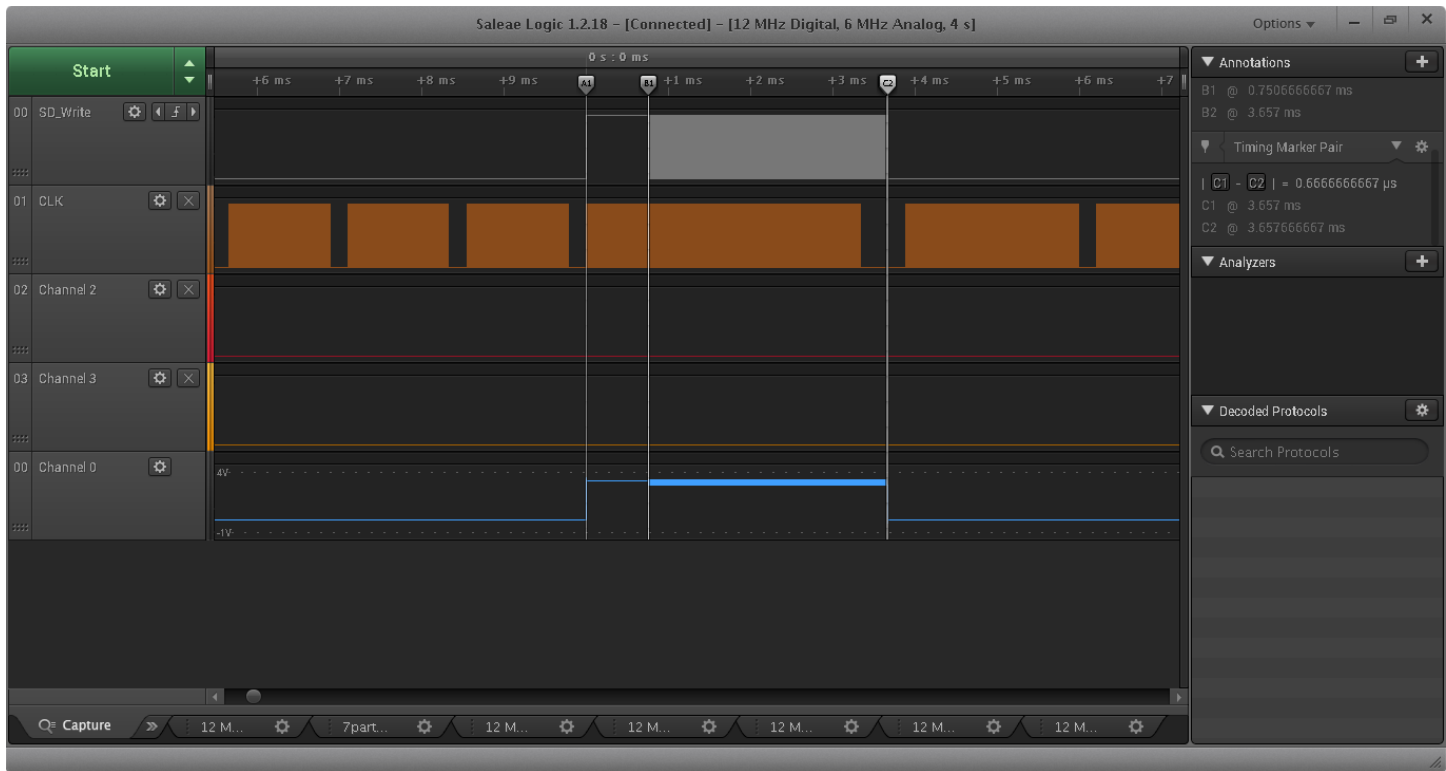 Saleae Logic 1.2.18 – [Connected] – [12 MHz Digital, 6 MHz Analog, 4 s]
Options
Start
0 s : 0 ms
+6 ms +7 ms +8 ms +9 ms A1 B1 +1 ms +2 ms +3 ms C2 +4 ms +5 ms +6 ms +7
00 SD_Write
01 CLK
02 Channel 2
03 Channel 3
00 Channel 0
4V
-1V
Annotations
B1 @ 0.7506666667 ms
B2 @ 3.657 ms
Timing Marker Pair
| C1 - C2 | = 0.6666666667 µs
C1 @ 3.657 ms
C2 @ 3.657666667 ms
Analyzers
Decoded Protocols
Search Protocols
Capture
12 M... 7part... 12 M... 12 M... 12 M... 12 M... 12 M...